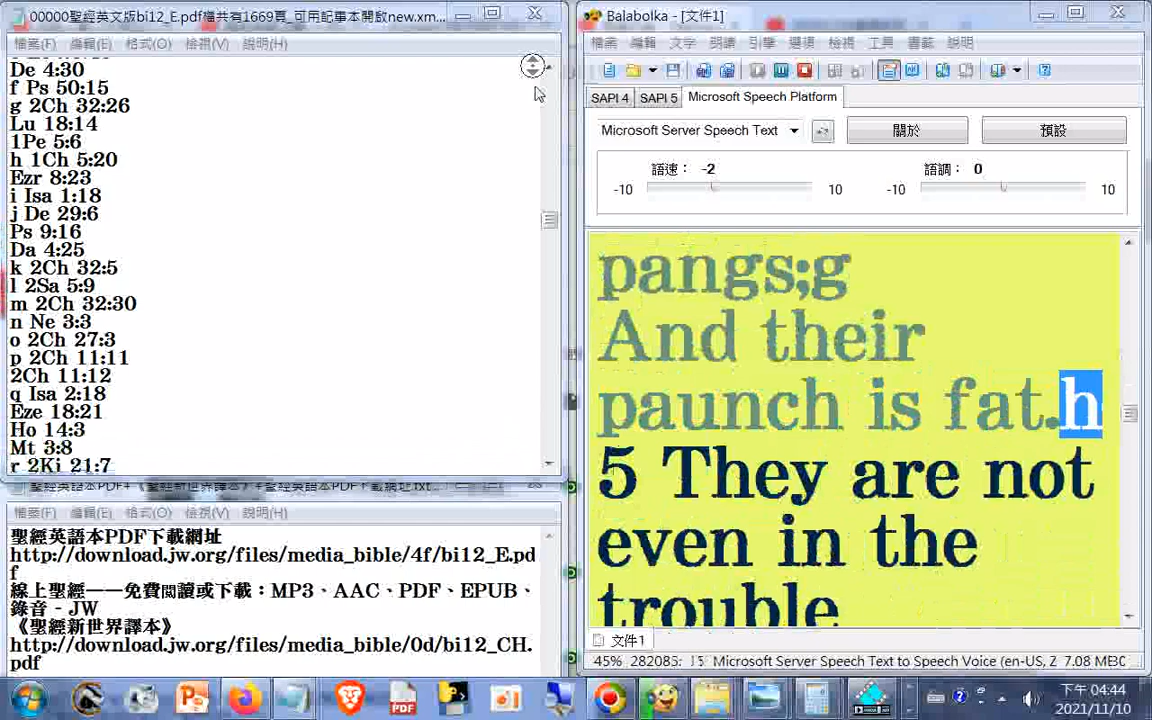 00000聖經英文版bi12_E.pdf檔共有1669頁_可用記事本開啟new.xm...
檔案(F) 編輯(E) 格式(O) 檢視(V) 說明(H)
De 4:30
f Ps 50:15
g 2Ch 32:26
Lu 18:14
1Pe 5:6
h 1Ch 5:20
Ezr 8:23
i Isa 1:18
j De 29:6
Ps 9:16
Da 4:25
k 2Ch 32:5
l 2Sa 5:9
m 2Ch 32:30
n Ne 3:3
o 2Ch 27:3
p 2Ch 11:11
2Ch 11:12
q Isa 2:18
Eze 18:21
Ho 14:3
Mt 3:8
r 2Ki 21:7
檔案(F) 編輯(E) 格式(O) 檢視(V) 說明(H)
聖經英語本PDF下載網址
http://download.jw.org/files/media_bible/4f/bi12_E.pd
f
線上聖經——免費閱讀或下載：MP3、AAC、PDF、EPUB、
錄音 - JW
《聖經新世界譯本》
http://download.jw.org/files/media_bible/0d/bi12_CH.
pdf
Balabolka - [文件1]
檔案 編輯 文字 朗讀 引擎 選項 檢視 工具 書籤 說明
SAPI 4 SAPI 5 Microsoft Speech Platform
Microsoft Server Speech Text 關於 預設
語速： -2 語調： 0
-10 10 -10 10
pangs;g
And their
paunch is fat.h
5 They are not
even in the
trouble
文件1
45% 282085: 15 Microsoft Server Speech Text to Speech Voice (en-US, Z 7.08 MB
下午 04:44
2021/11/10